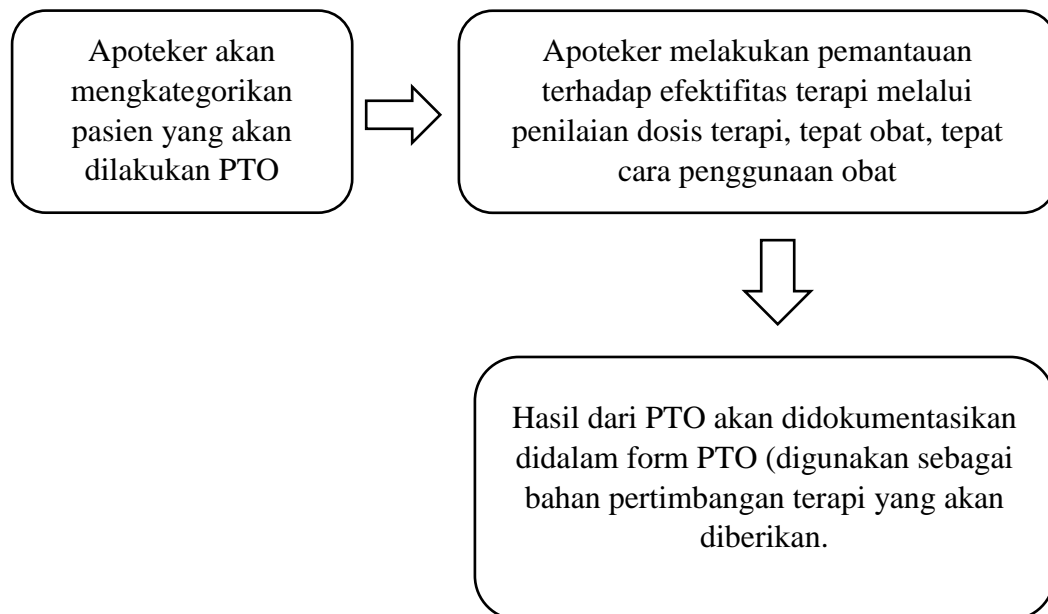 Apoteker akan
mengkategorikan
pasien yang akan
dilakukan PTO
Apoteker melakukan pemantauan
terhadap efektifitas terapi melalui
penilaian dosis terapi, tepat obat, tepat
cara penggunaan obat
Hasil dari PTO akan didokumentasikan
didalam form PTO (digunakan sebagai
bahan pertimbangan terapi yang akan
diberikan.